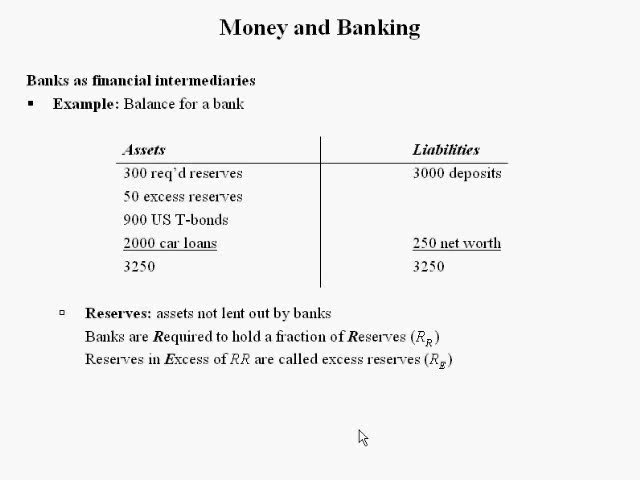 Money and Banking
Banks as financial intermediaries
▪ Example: Balance for a bank
Assets Liabilities
300 req'd reserves 3000 deposits
50 excess reserves
900 US T-bonds
2000 car loans 250 net worth
3250 3250
▫ Reserves: assets not lent out by banks
Banks are Required to hold a fraction of Reserves (R_R)
Reserves in Excess of RR are called excess reserves (R_E)